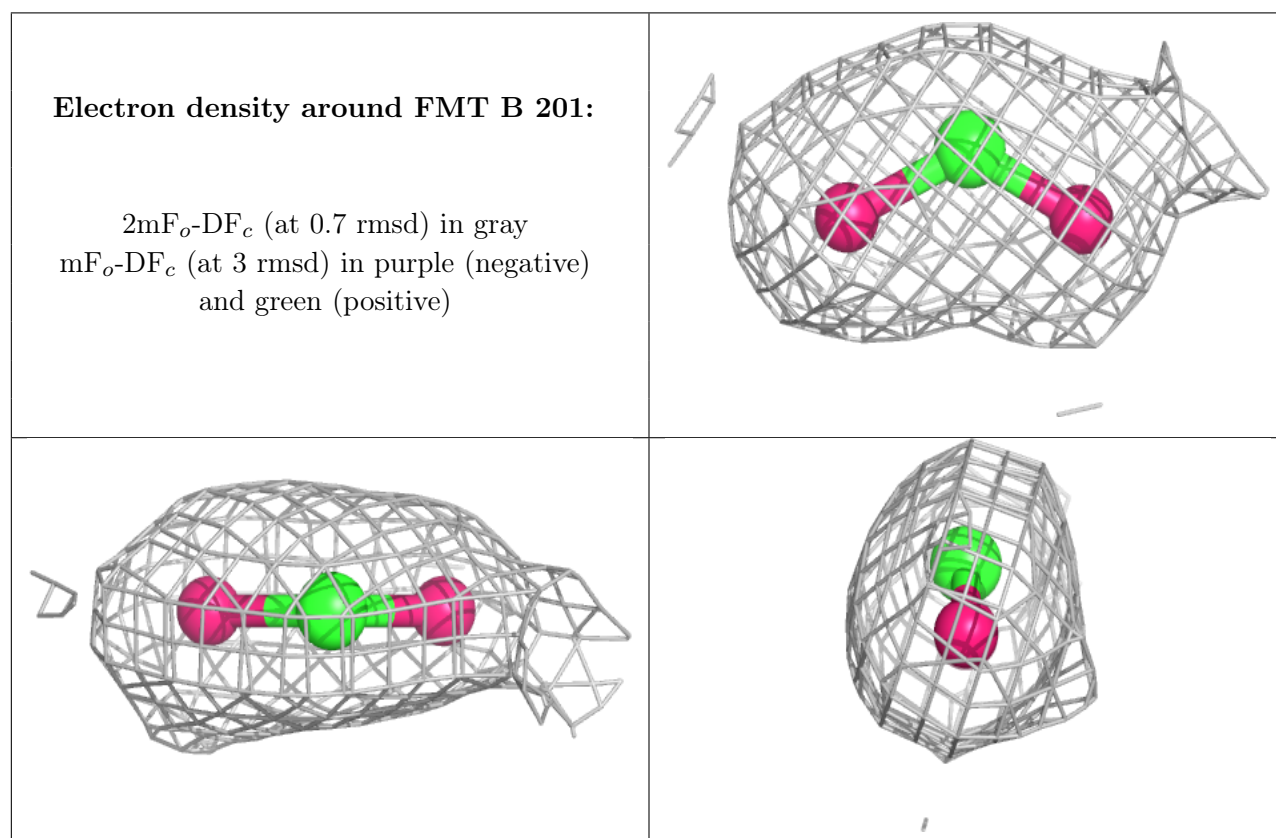 Electron density around FMT B 201:
2mFo-DFc (at 0.7 rmsd) in gray
mFo-DFc (at 3 rmsd) in purple (negative)
and green (positive)